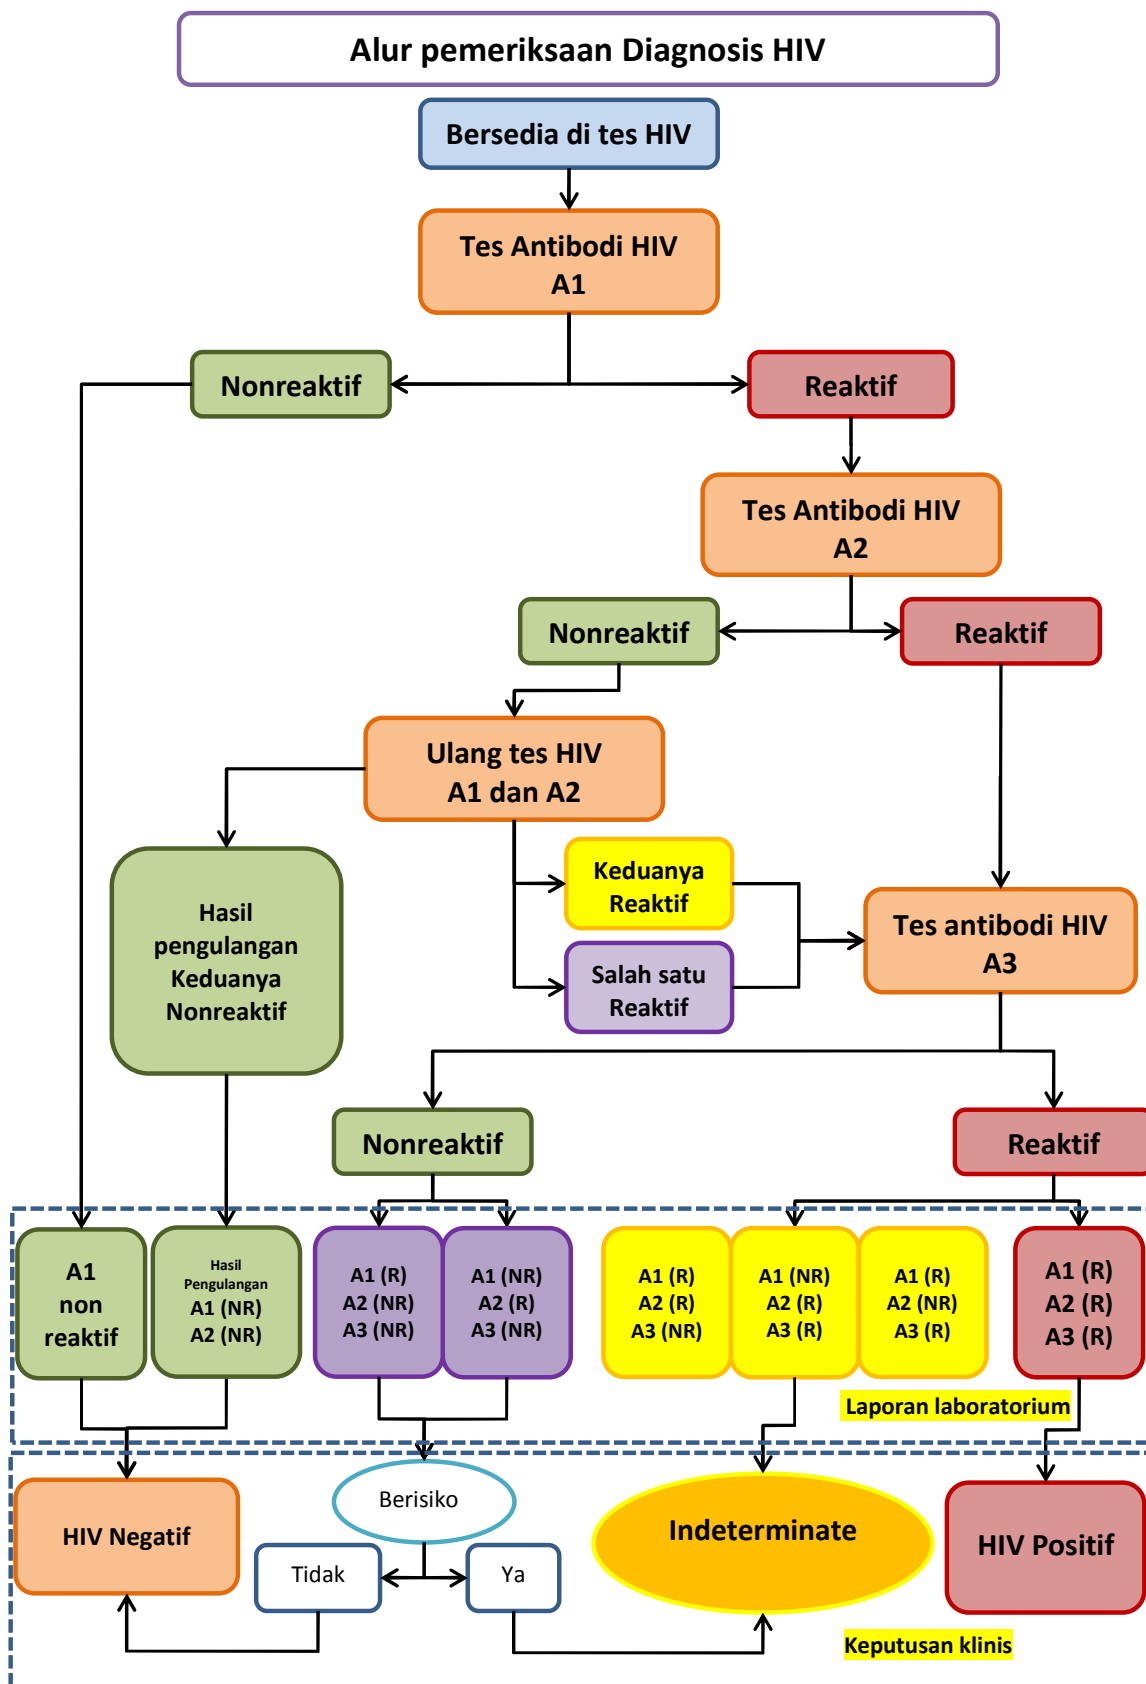 Alur pemeriksaan Diagnosis HIV
Bersedia di tes HIV
Tes Antibodi HIV
A1
Nonreaktif
Reaktif
Tes Antibodi HIV
A2
Nonreaktif
Reaktif
Ulang tes HIV
A1 dan A2
Keduanya
Reaktif
Hasil
pengulangan
Keduanya
Nonreaktif
Tes antibodi HIV
A3
Salah satu
Reaktif
Nonreaktif
Reaktif
A1
non
reaktif
Hasil
Pengulangan
A1 (NR)
A2 (NR)
A1 (R)
A2 (NR)
A3 (NR)
A1 (NR)
A2 (R)
A3 (NR)
A1 (R)
A2 (R)
A3 (NR)
A1 (NR)
A2 (R)
A3 (R)
A1 (R)
A2 (NR)
A3 (R)
A1 (R)
A2 (R)
A3 (R)
Laporan laboratorium
HIV Negatif
Berisiko
Indeterminate
HIV Positif
Tidak
Ya
Keputusan klinis